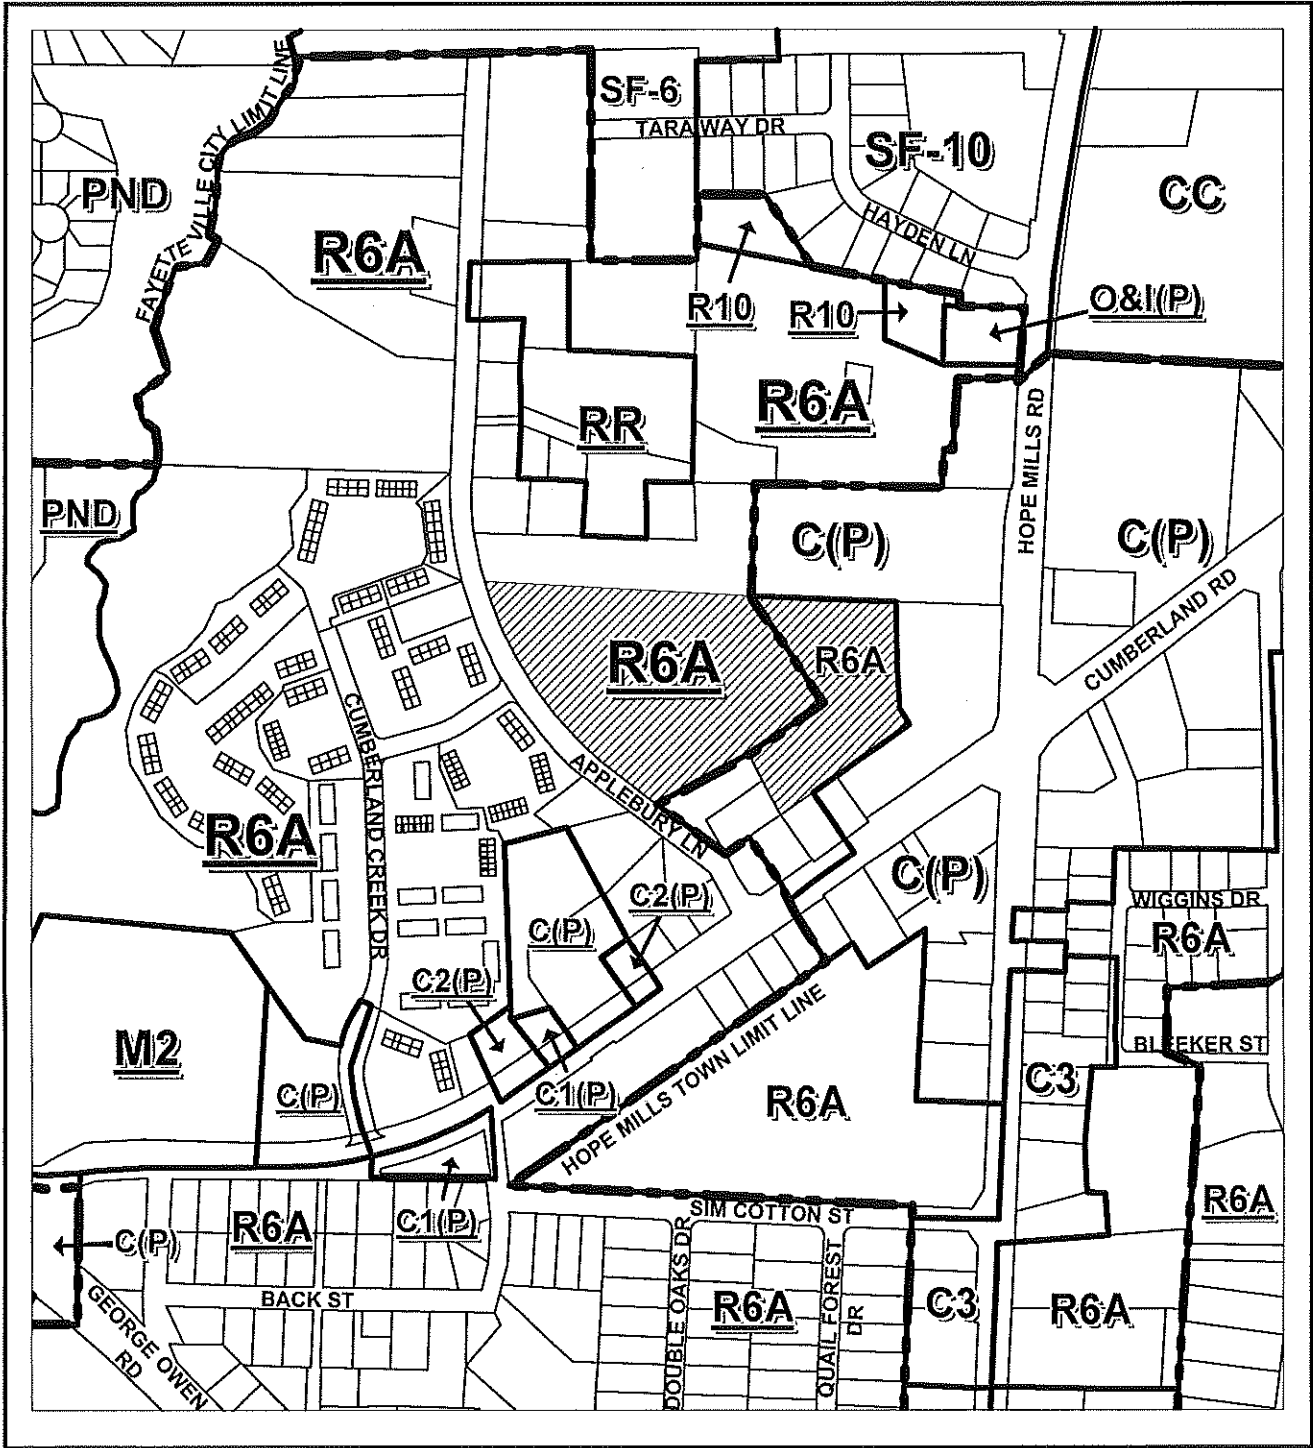 FAYETTEVILLE CITY LIMIT LINE
SF-6
TARA WAY DR
SF-10
PND
CC
R6A
HAYDEN LN
R10
R10
O&I(P)
R6A
RR
HOPE MILLS RD
PND
C(P)
C(P)
CUMBERLAND RD
R6A
R6A
CUMBERLAND CREEK DR
APPLEBURY LN
R6A
C(P)
C2(P)
WIGGINS DR
C(P)
R6A
C2(P)
M2
HOPE MILLS TOWN LIMIT LINE
BLEEKER ST
C(P)
C1(P)
R6A
C3
C1(P)
R6A
SIM COTTON ST
R6A
C(P)
BACK ST
GEORGE OWEN
RD
DOUBLE OAKS DR
R6A
QUAIL FOREST
DR
C3
R6A